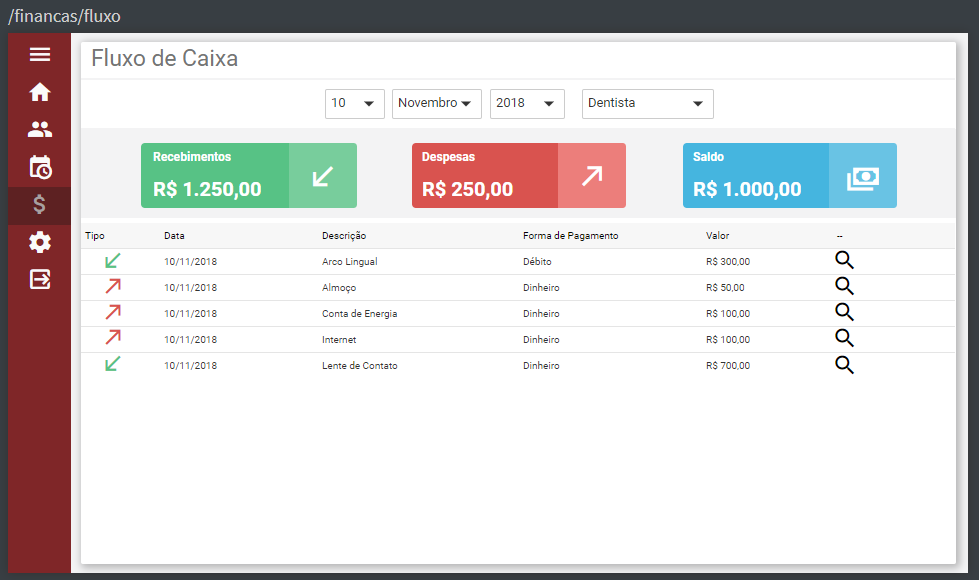 /financas/fluxo
Fluxo de Caixa
10 Novembro 2018 Dentista
Recebimentos Despesas Saldo
R$ 1.250,00 R$ 250,00 R$ 1.000,00
Tipo Data Descrição Forma de Pagamento Valor --
10/11/2018 Arco Lingual Débito R$ 300,00
10/11/2018 Almoço Dinheiro R$ 50,00
10/11/2018 Conta de Energia Dinheiro R$ 100,00
10/11/2018 Internet Dinheiro R$ 100,00
10/11/2018 Lente de Contato Dinheiro R$ 700,00